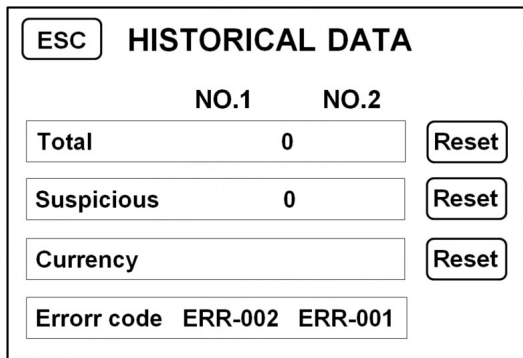 ESC HISTORICAL DATA
NO.1 NO.2
Total 0 Reset
Suspicious 0 Reset
Currency Reset
Errorr code ERR-002 ERR-001